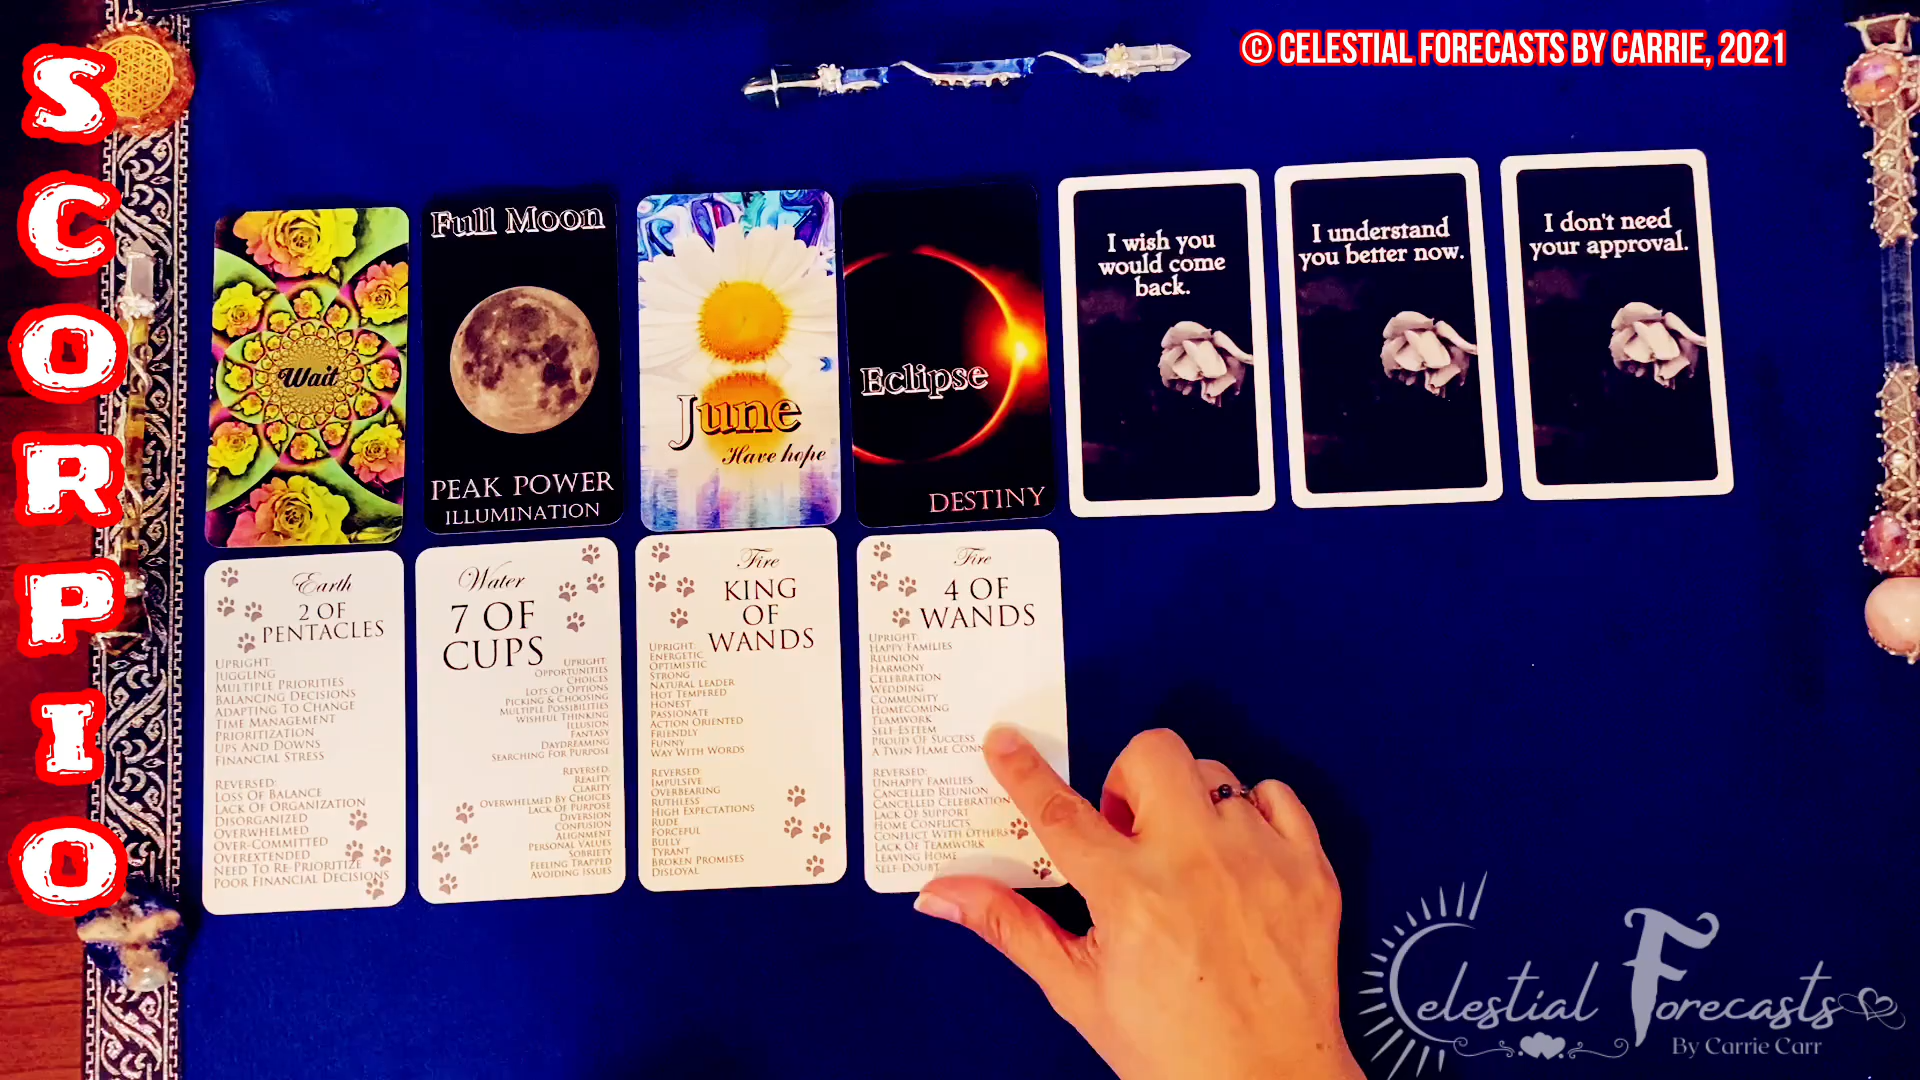 SCORPIO
© CELESTIAL FORECASTS BY CARRIE, 2021
Wait
Full Moon
PEAK POWER
ILLUMINATION
June
Have hope
Eclipse
DESTINY
I wish you
would come
back.
I understand
you better now.
I don't need
your approval.
Earth
2 OF
PENTACLES
UPRIGHT:
JUGGLING
MULTIPLE PRIORITIES
BALANCING DECISIONS
ADAPTING TO CHANGE
TIME MANAGEMENT
PRIORITIZATION
UPS AND DOWNS
FINANCIAL STRESS
REVERSED:
LOSS OF BALANCE
LACK OF ORGANIZATION
DISORGANIZED
OVERWHELMED
OVER-COMMITTED
OVEREXTENDED
NEED TO RE-PRIORITIZE
POOR FINANCIAL DECISIONS
Water
7 OF
CUPS
UPRIGHT:
OPPORTUNITIES
CHOICES
LOTS OF OPTIONS
PICKING & CHOOSING
MULTIPLE POSSIBILITIES
WISHFUL THINKING
ILLUSION
FANTASY
DAYDREAMING
SEARCHING FOR PURPOSE
REVERSED:
REALITY
CLARITY
OVERWHELMED BY CHOICES
LACK OF PURPOSE
DIVERSION
CONFUSION
ALIGNMENT
PERSONAL VALUES
SOBRIETY
FEELING TRAPPED
AVOIDING ISSUES
Fire
KING
OF
WANDS
UPRIGHT:
ENERGETIC
OPTIMISTIC
STRONG
NATURAL LEADER
HOT TEMPERED
HONEST
PASSIONATE
ACTION ORIENTED
FRIENDLY
FUNNY
WAY WITH WORDS
REVERSED:
IMPULSIVE
OVERBEARING
RUTHLESS
HIGH EXPECTATIONS
RUDE
FORCEFUL
BULLY
TYRANT
BROKEN PROMISES
DISLOYAL
Fire
4 OF
WANDS
UPRIGHT:
HAPPY FAMILIES
REUNION
HARMONY
CELEBRATION
WEDDING
COMMUNITY
HOMECOMING
TEAMWORK
SELF-ESTEEM
PROUD OF SUCCESS
A TWIN FLAME
REVERSED:
UNHAPPY FAMILIES
CANCELLED REUNION
CANCELLED CELEBRATION
LACK OF SUPPORT
HOME CONFLICTS
CONFLICT WITH OTHERS
LACK OF TEAMWORK
LEAVING HOME
SELF-DOUBT
Celestial Forecasts
By Carrie Carr